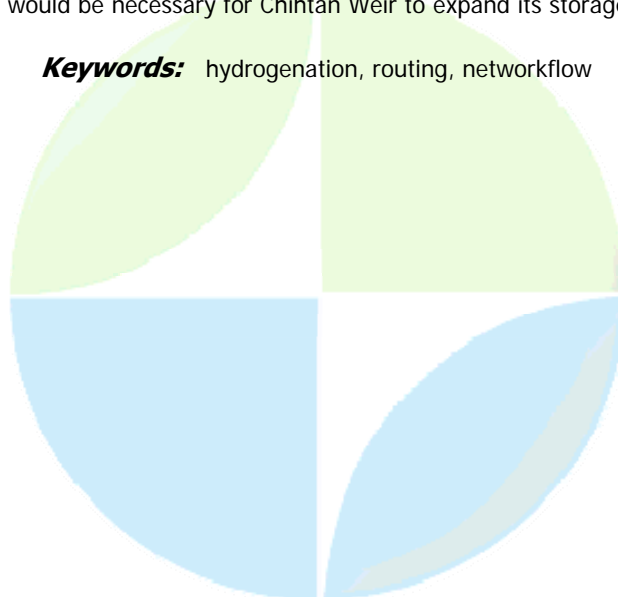 would be necessary for Chintan Weir to expand its storage
Keywords: hydrogenation, routing, networkflow